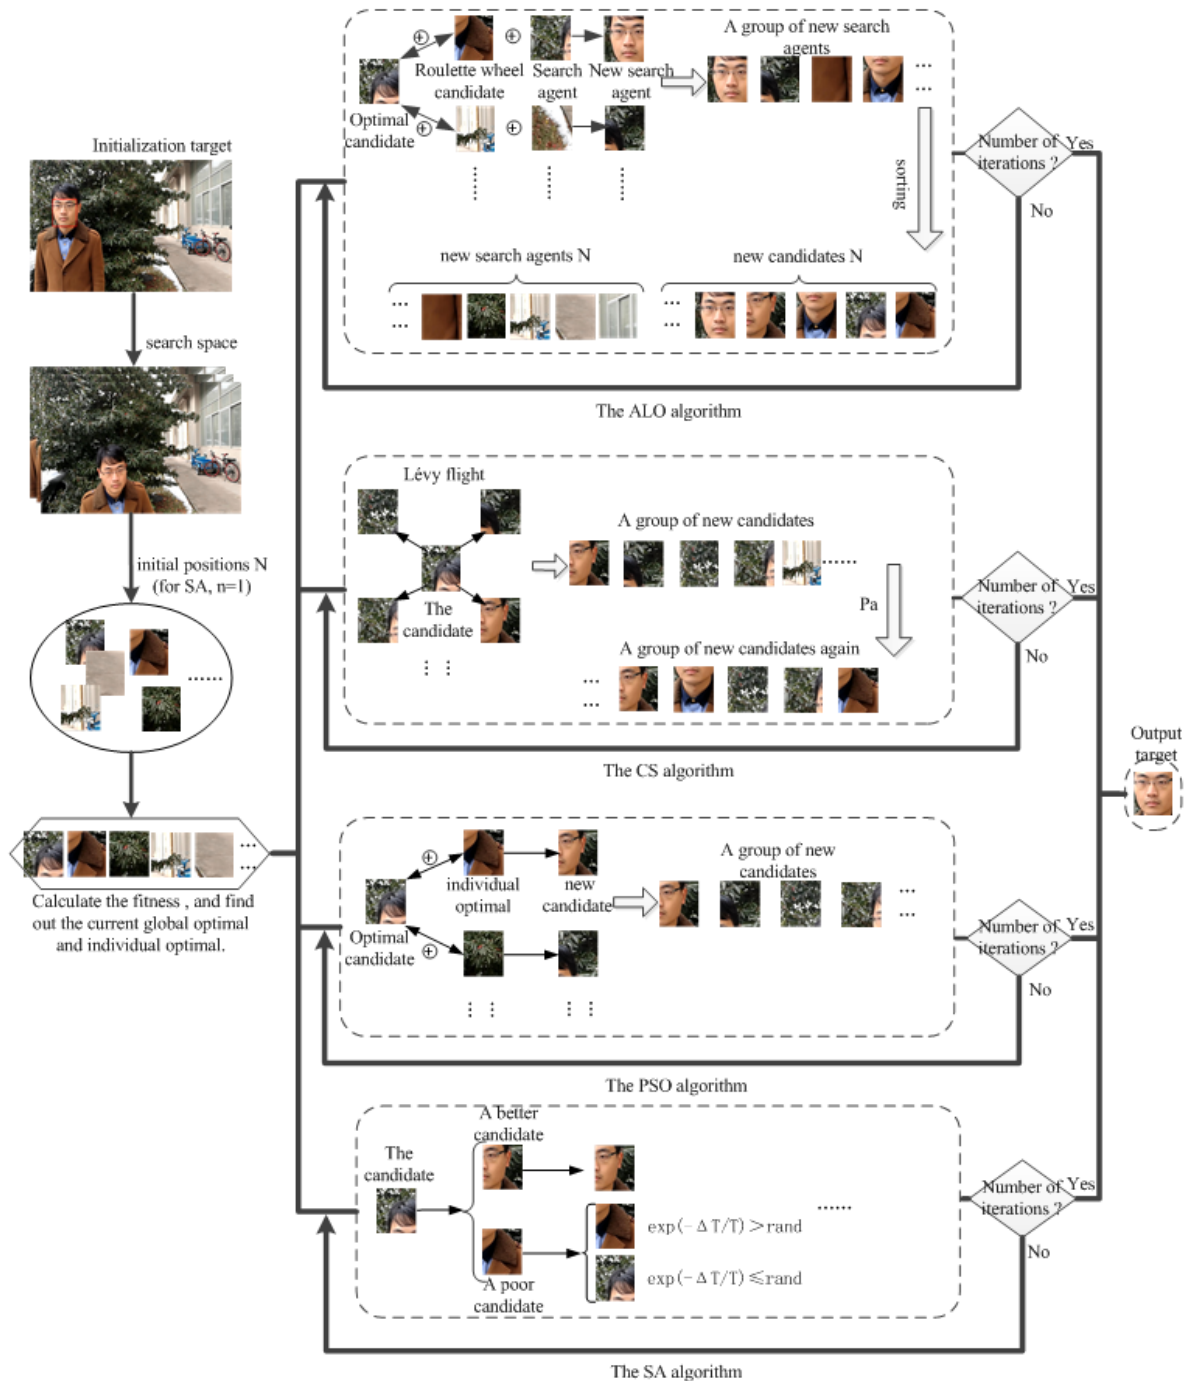 Initialization target
search space
initial positions N
(for SA, n=1)
......
...
...
Calculate the fitness , and find
out the current global optimal
and individual optimal.
A group of new search
agents
Roulette wheel
candidate
Search
agent
New search
agent
Optimal
candidate
...
...
sorting
new search agents N
new candidates N
...
...
...
...
Number of
iterations ?
Yes
No
The ALO algorithm
Lévy flight
A group of new candidates
The
candidate
......
Pa
A group of new candidates again
...
...
Number of
iterations ?
Yes
No
The CS algorithm
A group of new
candidates
individual
optimal
new
candidate
Optimal
candidate
...
...
Number of
iterations ?
Yes
No
The PSO algorithm
A better
candidate
The
candidate
A poor
candidate
exp(-ΔT/T)>rand
......
exp(-ΔT/T)≤rand
Number of
iterations ?
Yes
No
The SA algorithm
Output
target